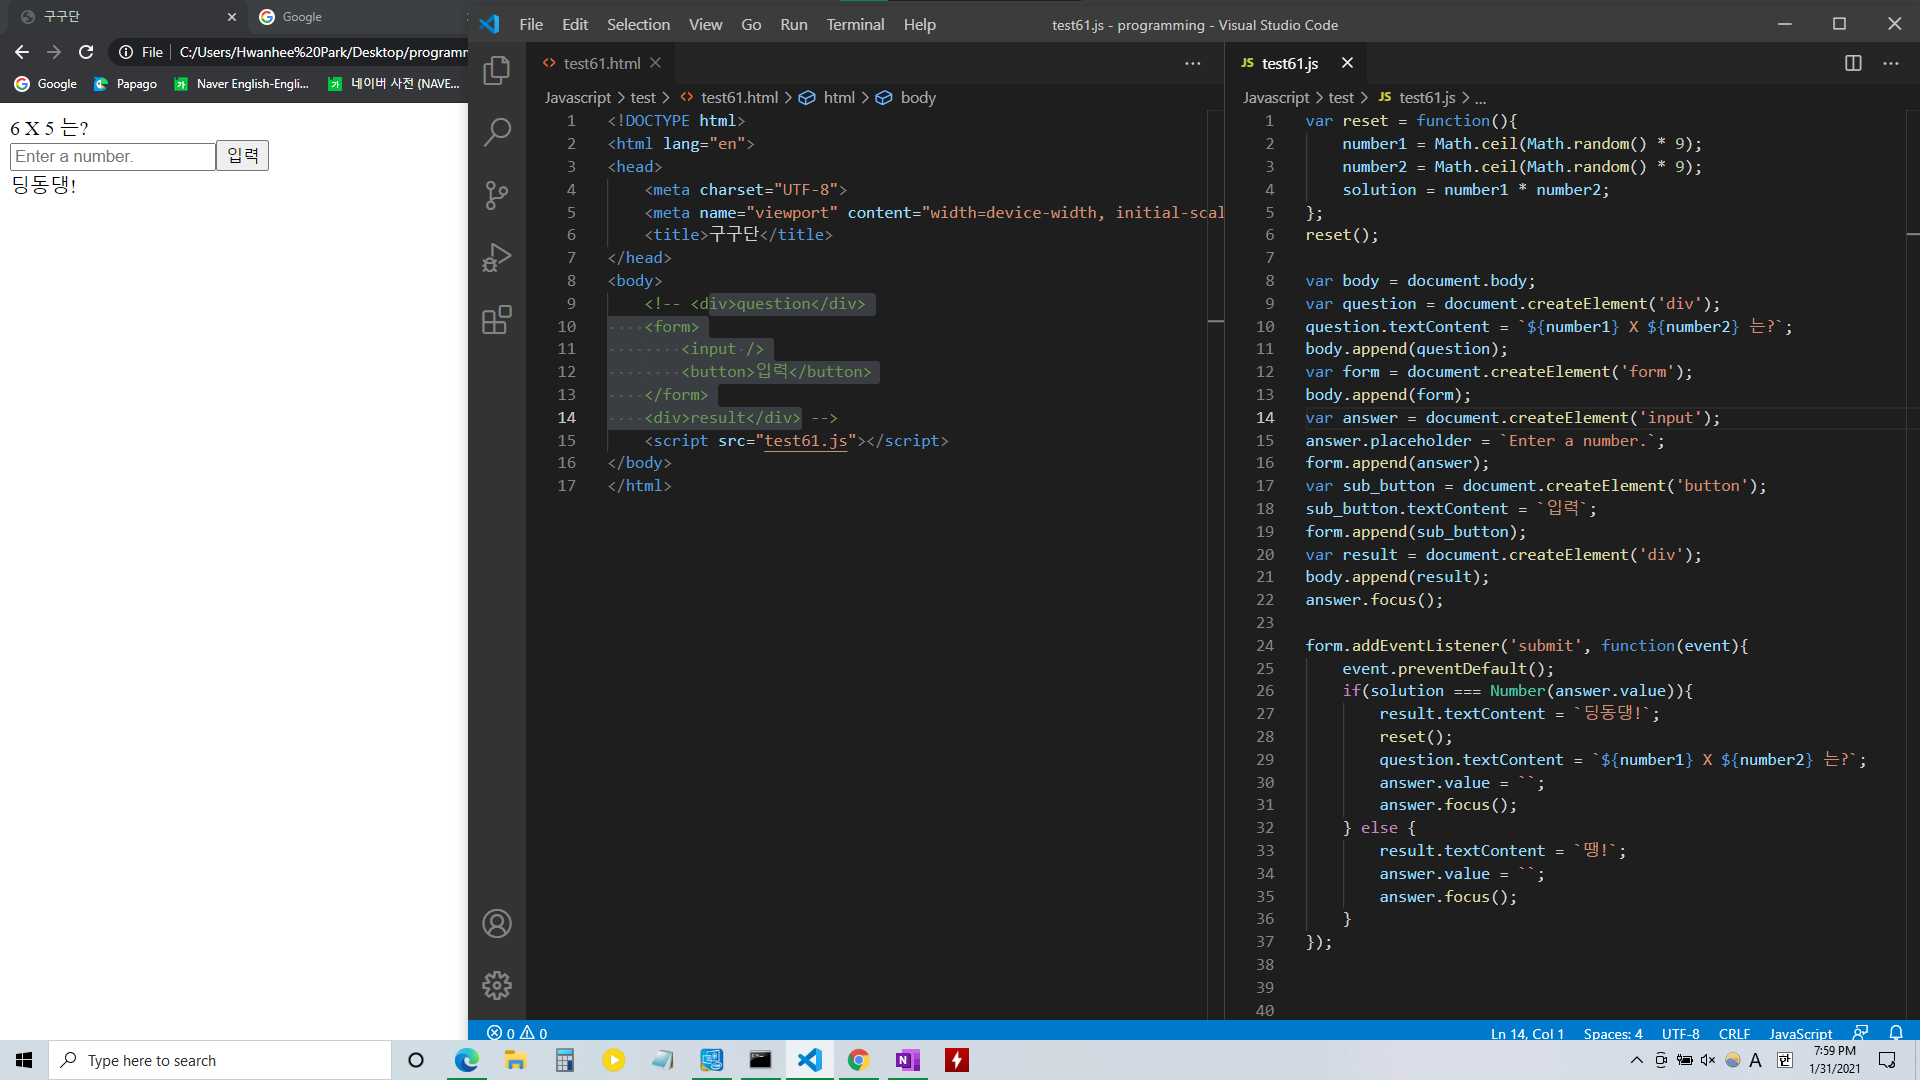 구구단
Google
File Edit Selection View Go Run Terminal Help
test61.js - programming - Visual Studio Code
File C:/Users/Hwanhee%20Park/Desktop/programm
Google Papago Naver English-Engli... 네이버 사전 (NAVE...
6 X 5 는?
Enter a number. 입력
딩동댕!
test61.html
Javascript > test > test61.html > html > body
1 <!DOCTYPE html>
2 <html lang="en">
3 <head>
4 <meta charset="UTF-8">
5 <meta name="viewport" content="width=device-width, initial-scal
6 <title>구구단</title>
7 </head>
8 <body>
9 <!-- <div>question</div>
10 <form>
11 <input />
12 <button>입력</button>
13 </form>
14 <div>result</div> -->
15 <script src="test61.js"></script>
16 </body>
17 </html>
JS test61.js
Javascript > test > JS test61.js > ...
1 var reset = function(){
2 number1 = Math.ceil(Math.random() * 9);
3 number2 = Math.ceil(Math.random() * 9);
4 solution = number1 * number2;
5 };
6 reset();
7
8 var body = document.body;
9 var question = document.createElement('div');
10 question.textContent = `${number1} X ${number2} 는?`;
11 body.append(question);
12 var form = document.createElement('form');
13 body.append(form);
14 var answer = document.createElement('input');
15 answer.placeholder = `Enter a number.`;
16 form.append(answer);
17 var sub_button = document.createElement('button');
18 sub_button.textContent = `입력`;
19 form.append(sub_button);
20 var result = document.createElement('div');
21 body.append(result);
22 answer.focus();
23
24 form.addEventListener('submit', function(event){
25 event.preventDefault();
26 if(solution === Number(answer.value)){
27 result.textContent = `딩동댕!`;
28 reset();
29 question.textContent = `${number1} X ${number2} 는?`;
30 answer.value = ``;
31 answer.focus();
32 } else {
33 result.textContent = `땡!`;
34 answer.value = ``;
35 answer.focus();
36 }
37 });
38
39
40
0 0
Ln 14, Col 1 Spaces: 4 UTF-8 CRLF JavaScript
Type here to search
A 한
7:59 PM
1/31/2021